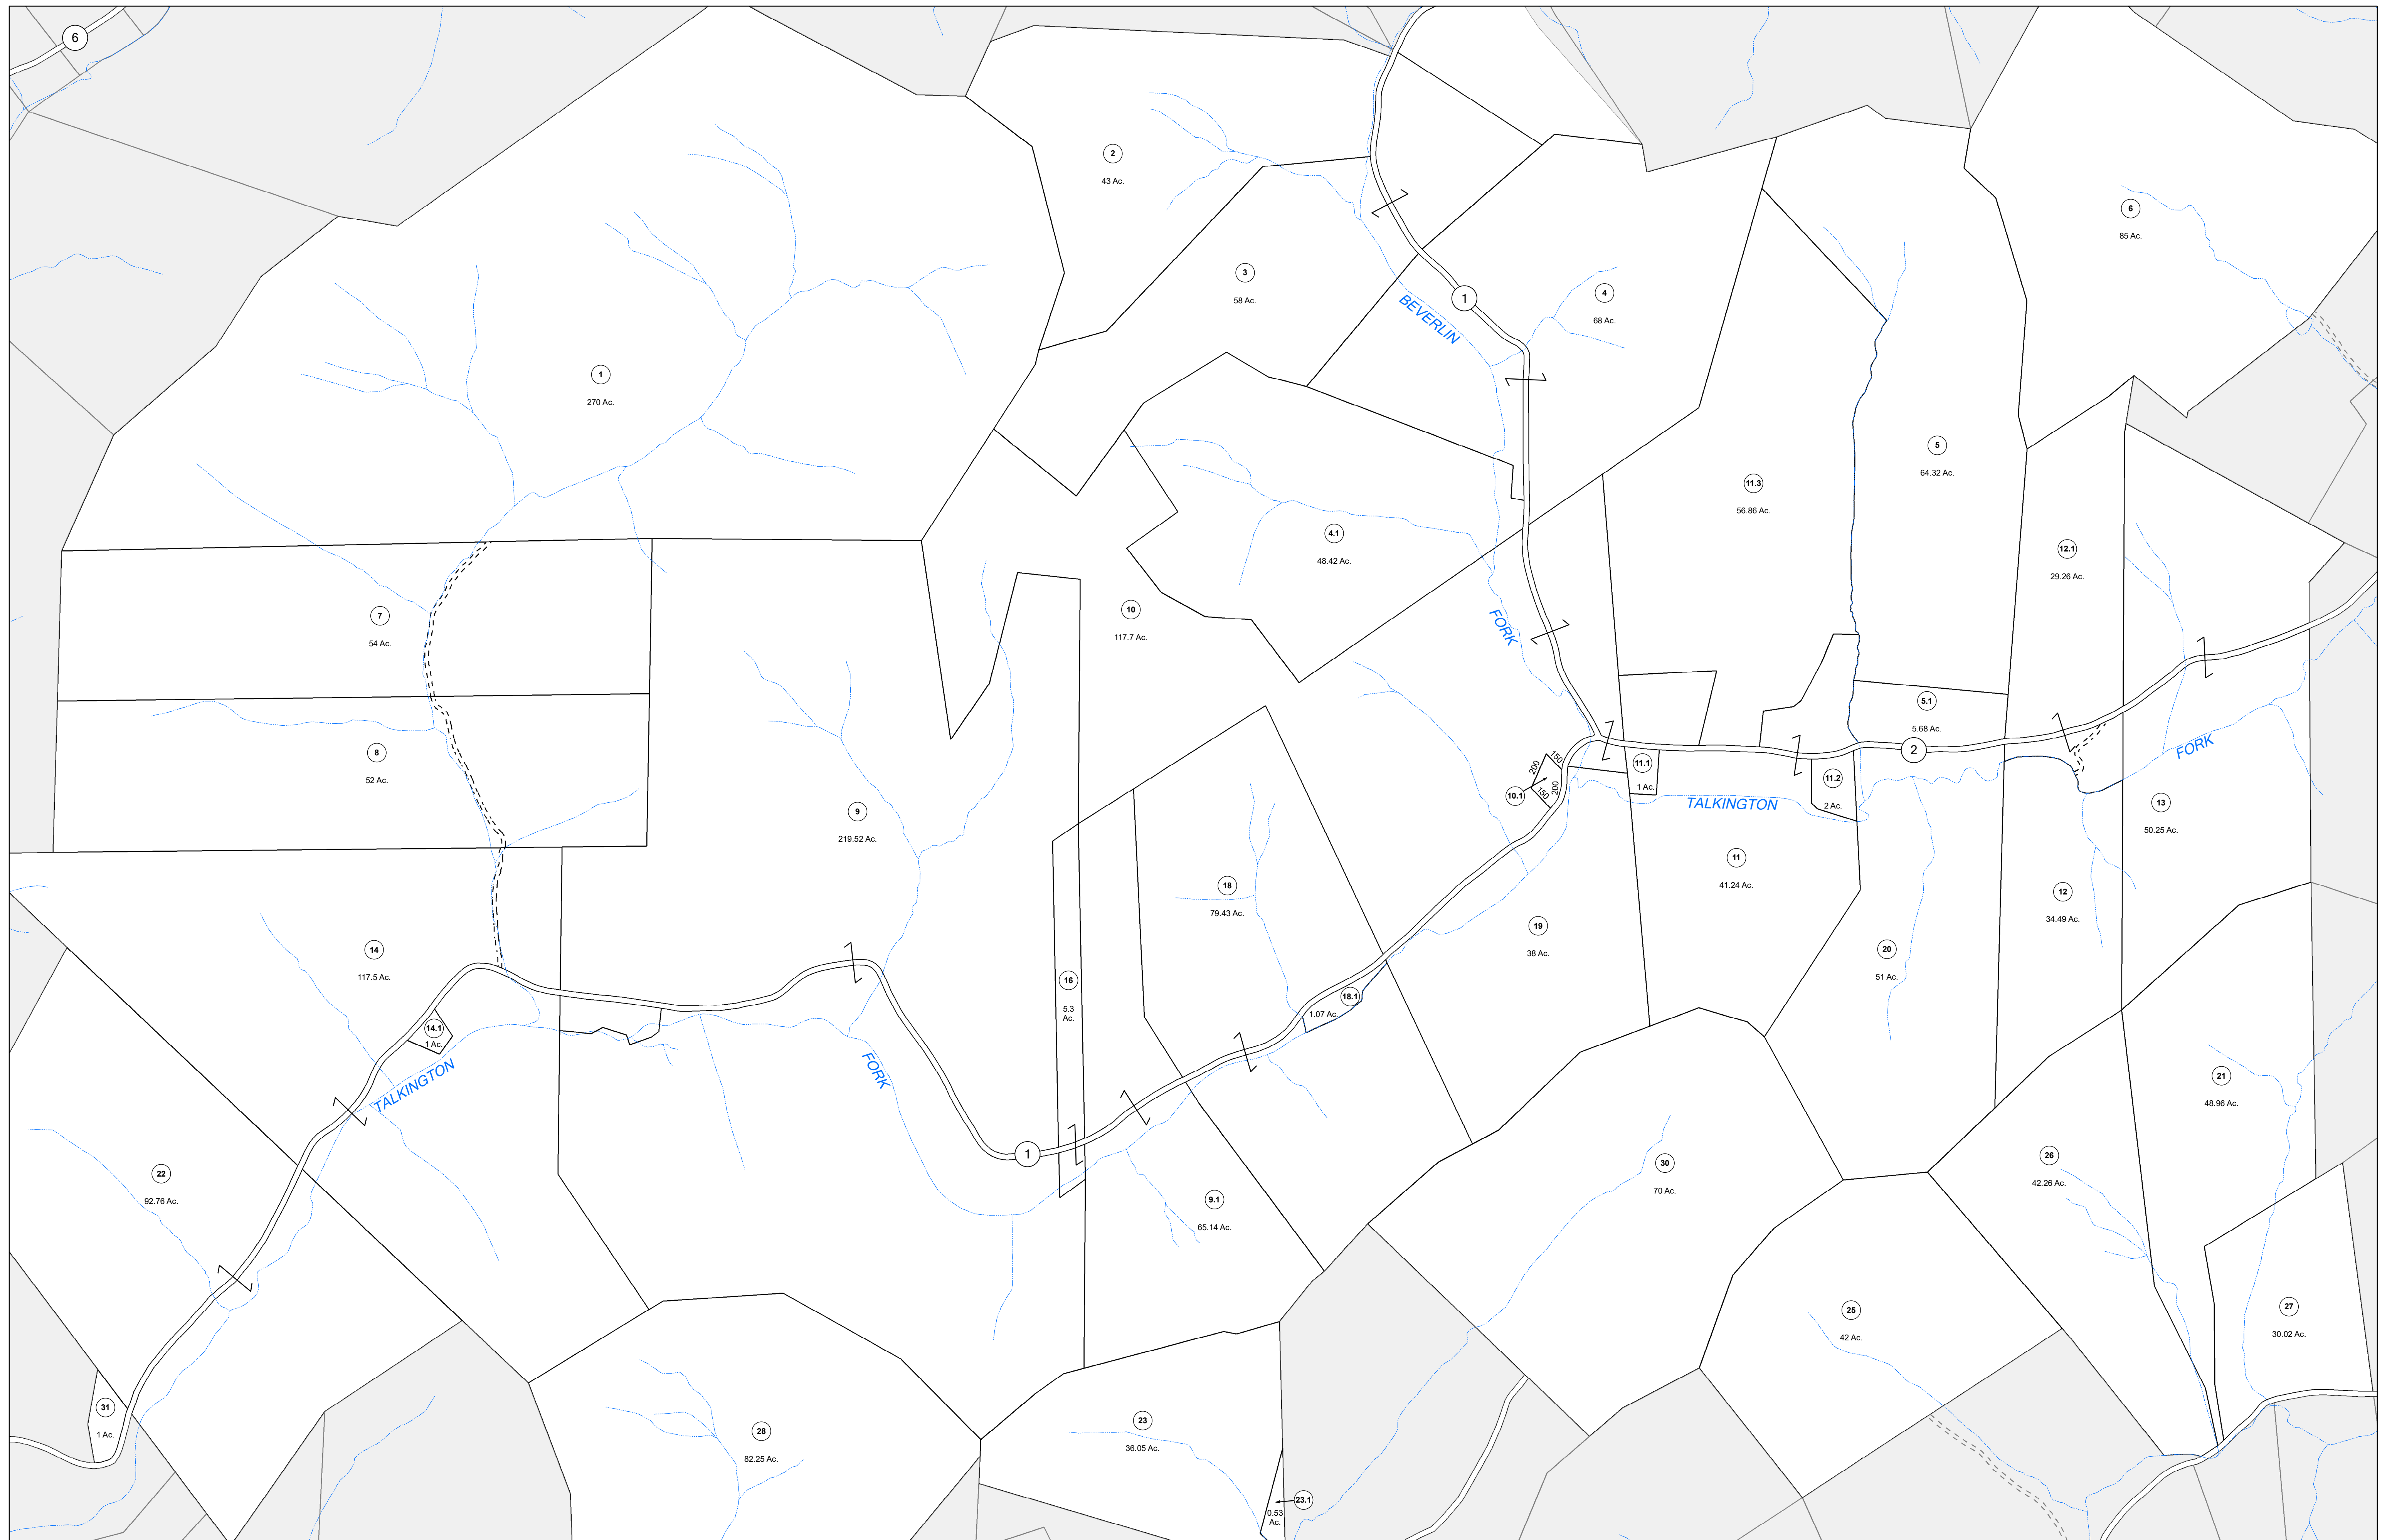 6
2
43 Ac.
6
85 Ac.
3
58 Ac.
1
4
68 Ac.
BEVERLIN
1
270 Ac.
5
64.32 Ac.
11.3
56.86 Ac.
4.1
48.42 Ac.
12.1
29.26 Ac.
7
54 Ac.
10
117.7 Ac.
FORK
5.1
5.68 Ac.
8
52 Ac.
2
FORK
150
200
200
150
10.1
11.1
1 Ac.
11.2
2 Ac.
TALKINGTON
9
219.52 Ac.
13
50.25 Ac.
11
41.24 Ac.
18
79.43 Ac.
12
34.49 Ac.
19
38 Ac.
14
117.5 Ac.
20
51 Ac.
16
5.3
Ac.
18.1
1.07 Ac.
14.1
1 Ac.
TALKINGTON
FORK
21
48.96 Ac.
1
26
42.26 Ac.
30
70 Ac.
22
92.76 Ac.
9.1
65.14 Ac.
25
42 Ac.
27
30.02 Ac.
31
1 Ac.
23
36.05 Ac.
28
82.25 Ac.
23.1
0.53
Ac.